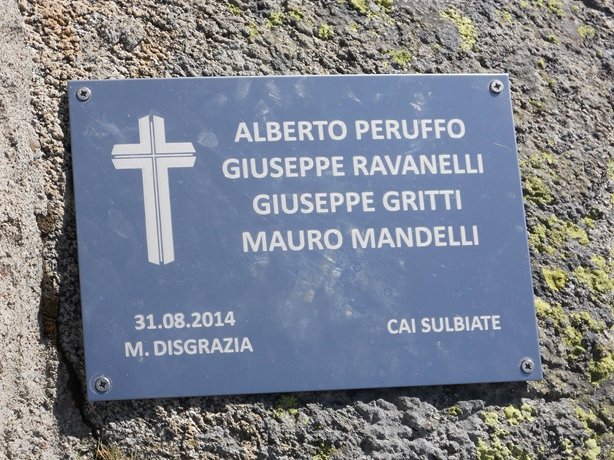 ALBERTO PERUFFO
GIUSEPPE RAVANELLI
GIUSEPPE GRITTI
MAURO MANDELLI
31.08.2014
M. DISGRAZIA
CAI SULBIATE